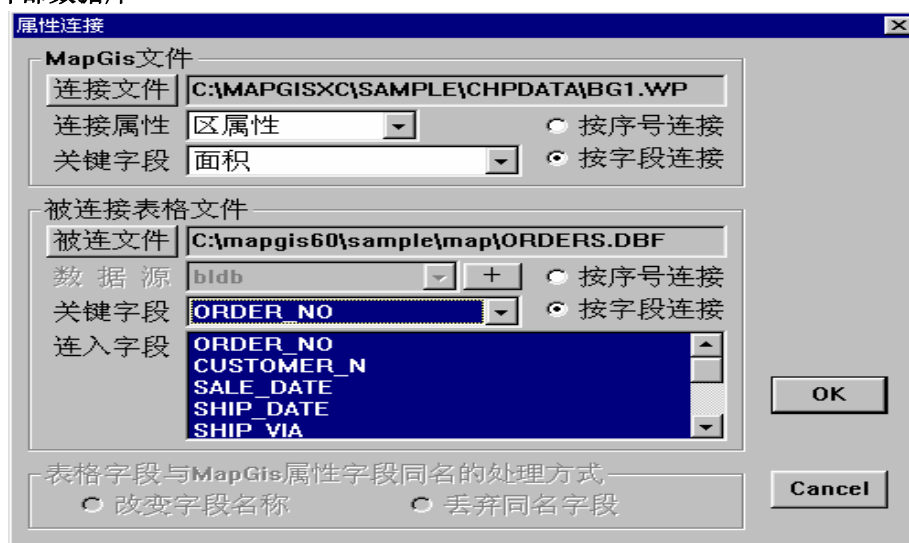 属性连接
MapGis文件
连接文件 C:\MAPGISXC\SAMPLE\CHPDATA\BG1.WP
连接属性 区属性 按序号连接
关键字段 面积 按字段连接
被连接表格文件
被连文件 C:\mapgis60\sample\map\ORDERS.DBF
数 据 源 bldb + 按序号连接
关键字段 ORDER_NO 按字段连接
连入字段 ORDER_NO
CUSTOMER_N
SALE_DATE
SHIP_DATE
SHIP_VIA
OK
表格字段与MapGis属性字段同名的处理方式
改变字段名称 丢弃同名字段
Cancel